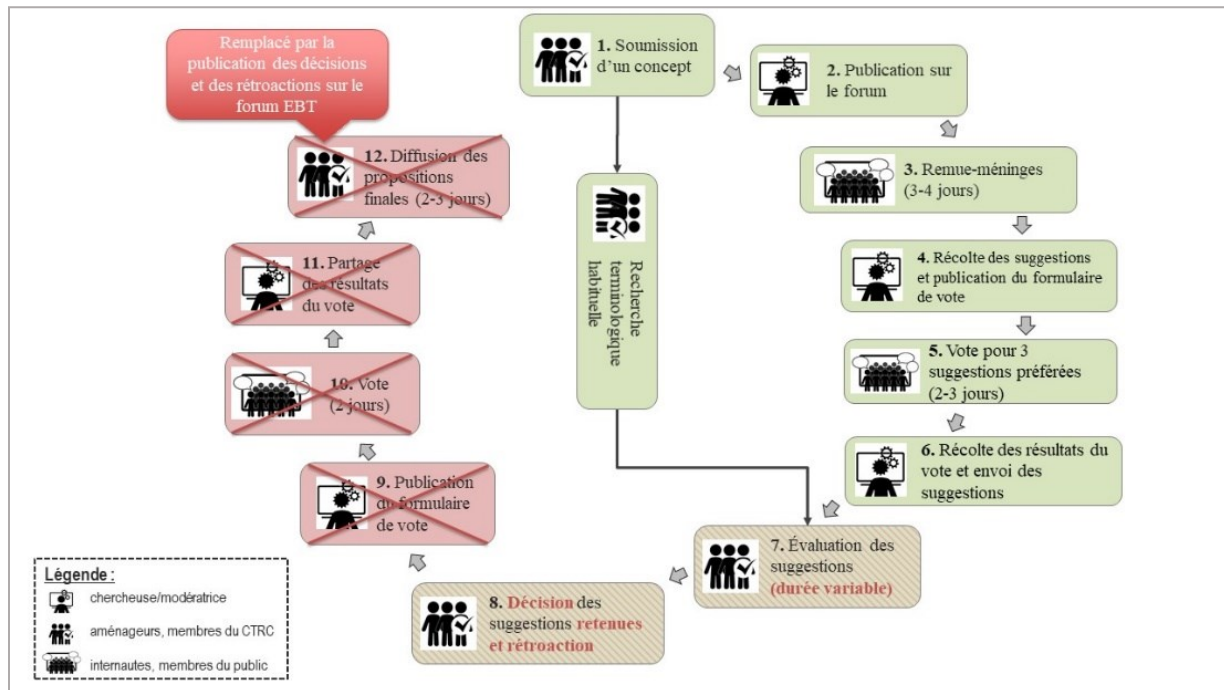 Remplacé par la
publication des décisions
et des rétroactions sur le
forum EBT
1. Soumission
d'un concept
2. Publication sur
le forum
3. Remue-méninges
(3-4 jours)
4. Récolte des suggestions
et publication du formulaire
de vote
5. Vote pour 3
suggestions préférées
(2-3 jours)
6. Récolte des résultats du
vote et envoi des
suggestions
Recherche
terminologique
habituelle
7. Évaluation des
suggestions
(durée variable)
8. Décision des
suggestions retenues
et rétroaction
9. Publication
du formulaire
de vote
10. Vote
(2 jours)
11. Partage
des résultats
du vote
12. Diffusion des
propositions
finales (2-3 jours)
Légende :
chercheuse/modératrice
aménageurs, membres du CTRC
internautes, membres du public